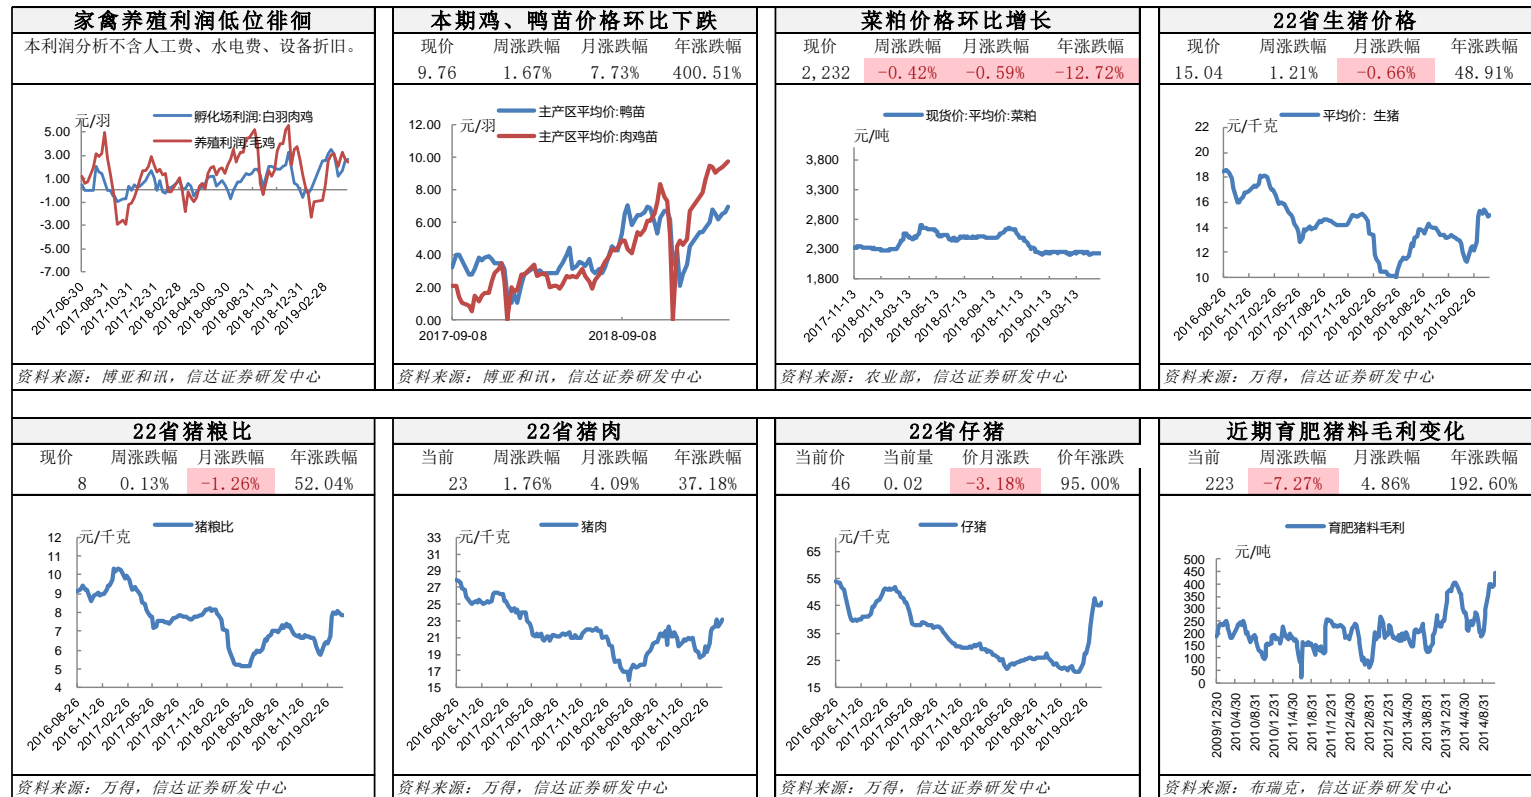 家禽养殖利润低位徘徊
本利润分析不含人工费、水电费、设备折旧。
元/羽
孵化场利润:白羽肉鸡
养殖利润:毛鸡
5.00
3.00
1.00
-1.00
-3.00
-5.00
-7.00
2017-06-30
2017-08-31
2017-10-31
2017-12-31
2018-02-28
2018-04-30
2018-06-30
2018-08-31
2018-10-31
2018-12-31
2019-02-28
资料来源：博亚和讯，信达证券研发中心
本期鸡、鸭苗价格环比下跌
现价 周涨跌幅 月涨跌幅 年涨跌幅
9.76 1.67% 7.73% 400.51%
元/羽
主产区平均价:鸭苗
主产区平均价:肉鸡苗
12.00
10.00
8.00
6.00
4.00
2.00
0.00
2017-09-08
2018-09-08
资料来源：博亚和讯，信达证券研发中心
菜粕价格环比增长
现价 周涨跌幅 月涨跌幅 年涨跌幅
2,232 -0.42% -0.59% -12.72%
现货价:平均价:菜粕
元/吨
3,800
3,300
2,800
2,300
1,800
2017-11-13
2018-01-13
2018-03-13
2018-05-13
2018-07-13
2018-09-13
2018-11-13
2019-01-13
2019-03-13
资料来源：农业部，信达证券研发中心
22省生猪价格
现价 周涨跌幅 月涨跌幅 年涨跌幅
15.04 1.21% -0.66% 48.91%
平均价：生猪
元/千克
22
20
18
16
14
12
10
2016-08-26
2016-11-26
2017-02-26
2017-05-26
2017-08-26
2017-11-26
2018-02-26
2018-05-26
2018-08-26
2018-11-26
2019-02-26
资料来源：万得，信达证券研发中心
22省猪粮比
现价 周涨跌幅 月涨跌幅 年涨跌幅
8 0.13% -1.26% 52.04%
猪粮比
元/千克
12
11
10
9
8
7
6
5
4
2016-08-26
2016-11-26
2017-02-26
2017-05-26
2017-08-26
2017-11-26
2018-02-26
2018-05-26
2018-08-26
2018-11-26
2019-02-26
资料来源：万得，信达证券研发中心
22省猪肉
当前 周涨跌幅 月涨跌幅 年涨跌幅
23 1.76% 4.09% 37.18%
猪肉
元/千克
33
31
29
27
25
23
21
19
17
15
2016-08-26
2016-11-26
2017-02-26
2017-05-26
2017-08-26
2017-11-26
2018-02-26
2018-05-26
2018-08-26
2018-11-26
2019-02-26
资料来源：万得，信达证券研发中心
22省仔猪
当前价 当前量 价月涨跌 价年涨跌
46 0.02 -3.18% 95.00%
仔猪
元/千克
65
55
45
35
25
15
2016-08-26
2016-11-26
2017-02-26
2017-05-26
2017-08-26
2017-11-26
2018-02-26
2018-05-26
2018-08-26
2018-11-26
2019-02-26
资料来源：万得，信达证券研发中心
近期育肥猪料毛利变化
当前 周涨跌幅 月涨跌幅 年涨跌幅
223 -7.27% 4.86% 192.60%
育肥猪料毛利
元/吨
500
450
400
350
300
250
200
150
100
50
0
2009/12/30
2010/4/30
2010/8/31
2010/12/31
2011/4/30
2011/8/31
2011/12/31
2012/4/30
2012/8/31
2012/12/31
2013/4/30
2013/8/31
2013/12/31
2014/4/30
2014/8/31
资料来源：布瑞克，信达证券研发中心